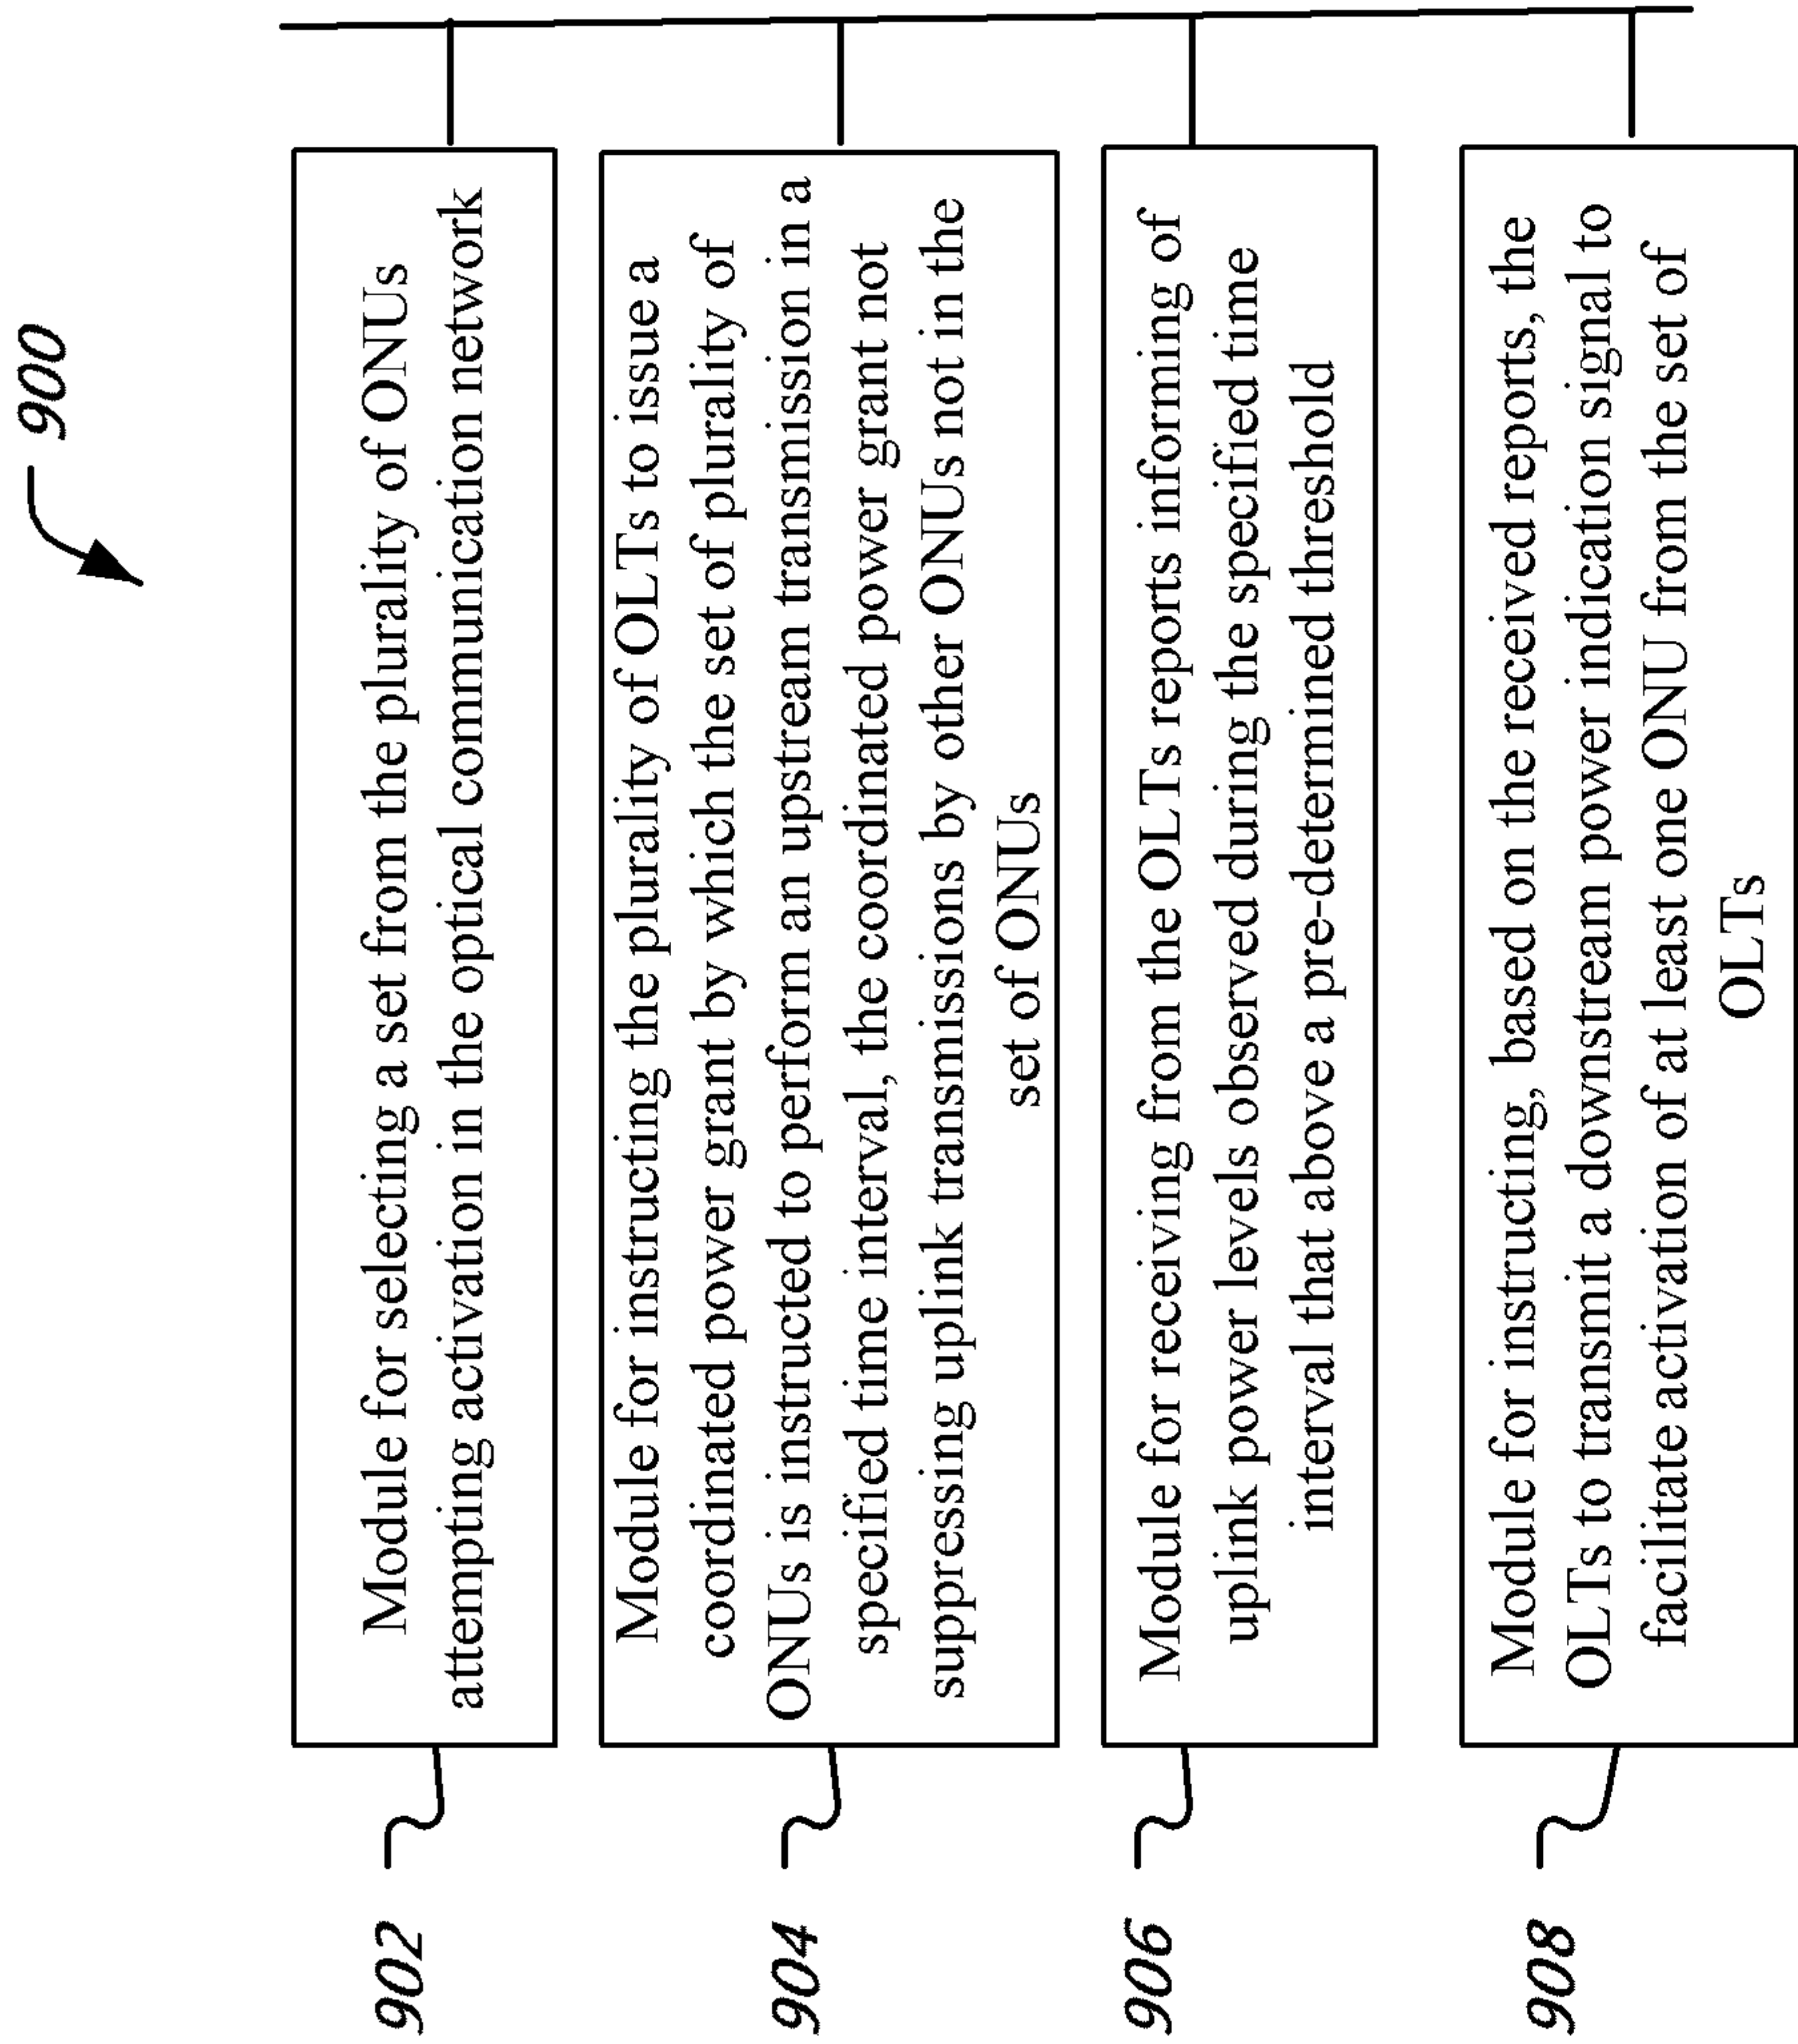 900
902
Module for selecting a set from the plurality of ONUs
attempting activation in the optical communication network
904
Module for instructing the plurality of OLTs to issue a
coordinated power grant by which the set of plurality of
ONUs is instructed to perform an upstream transmission in a
specified time interval, the coordinated power grant not
suppressing uplink transmissions by other ONUs not in the
set of ONUs
906
Module for receiving from the OLTs reports informing of
uplink power levels observed during the specified time
interval that above a pre-determined threshold
908
Module for instructing, based on the received reports, the
OLTs to transmit a downstream power indication signal to
facilitate activation of at least one ONU from the set of
OLTs